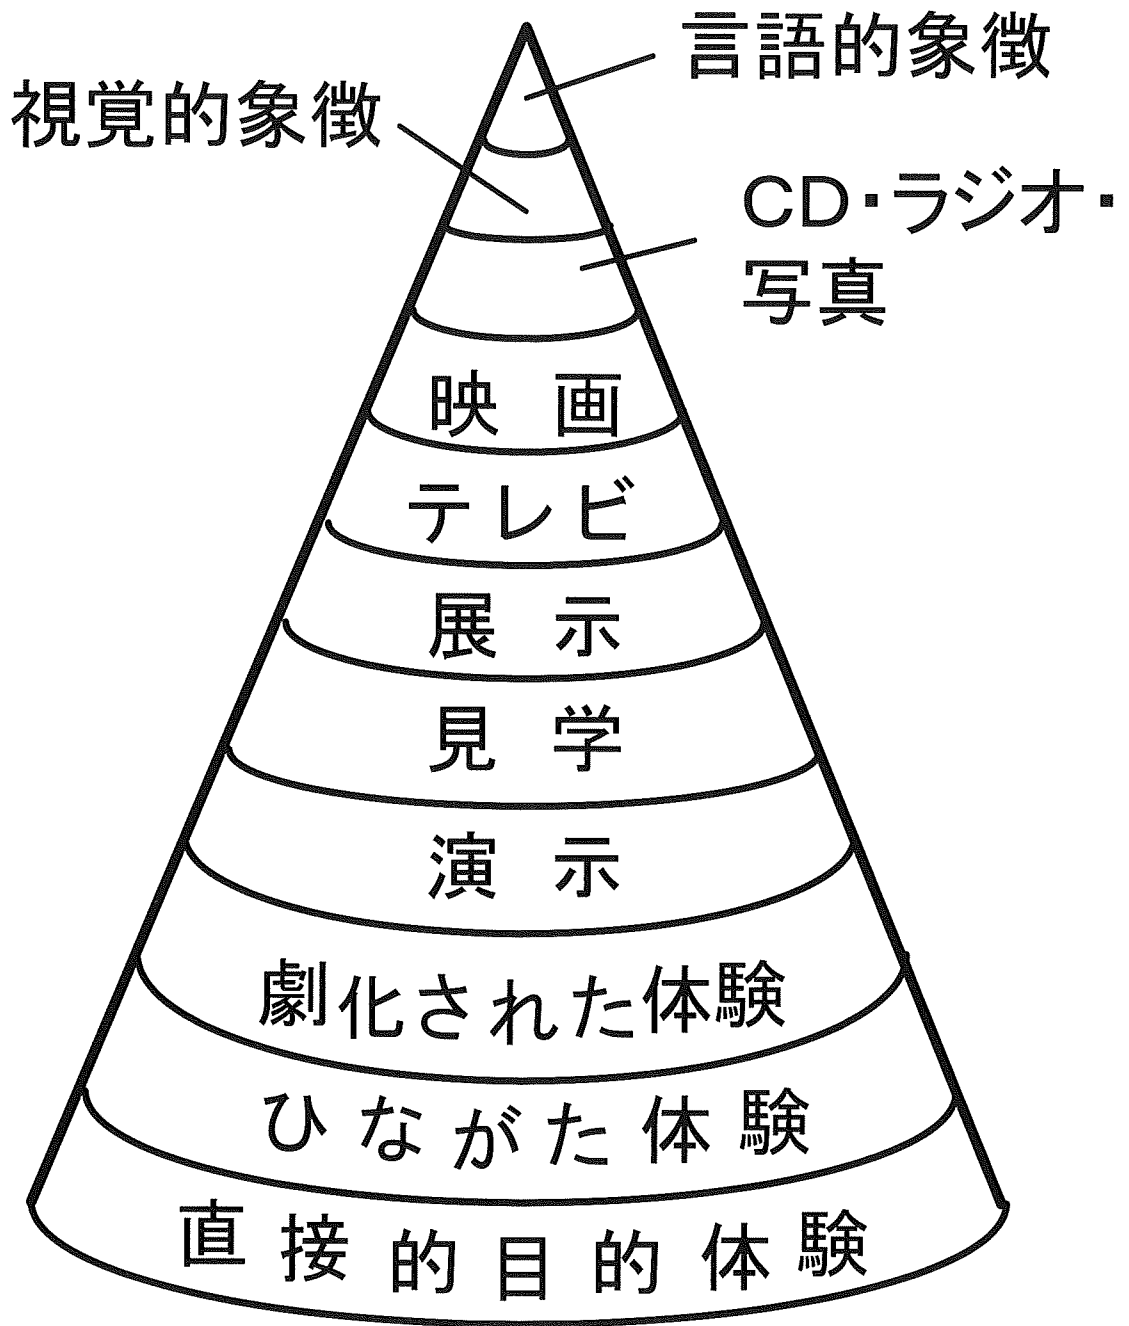 言語的象徴
視覚的象徴
CD・ラジオ・
写真
映画
テレビ
展示
見学
演示
劇化された体験
ひながた体験
直接的目的体験